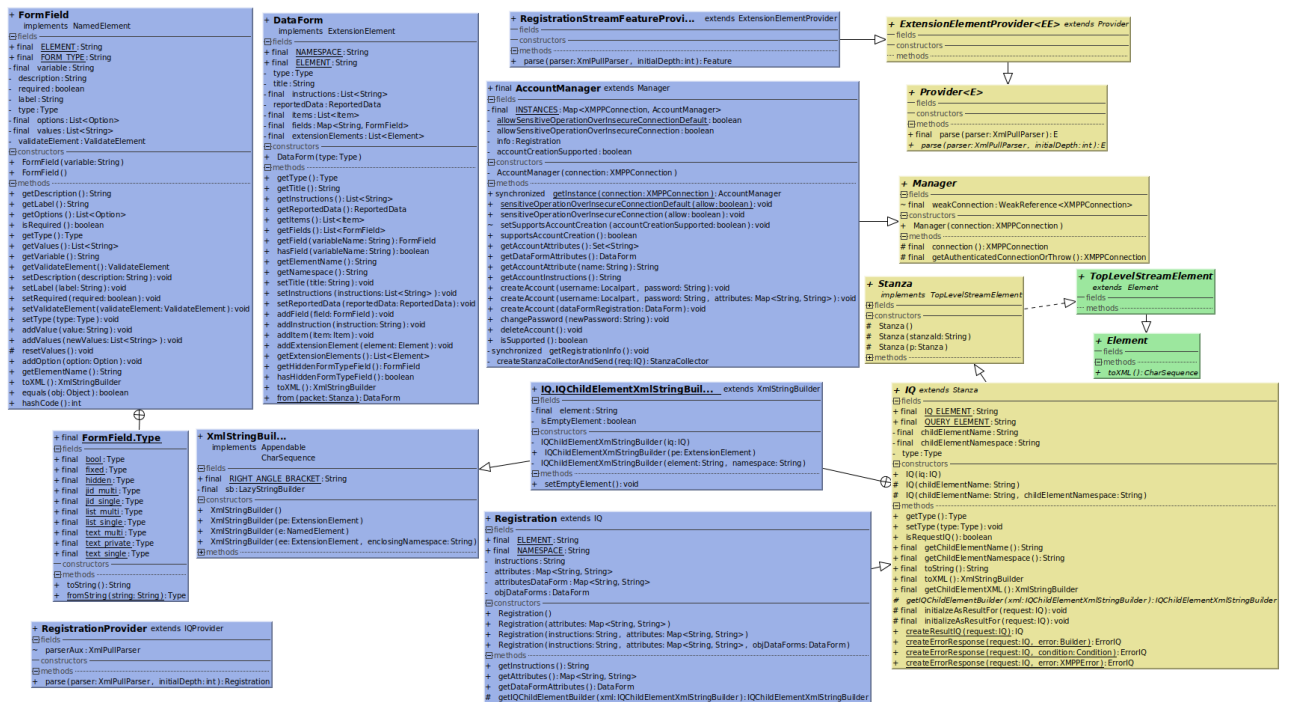 + FormField
implements NamedElement
fields
+ final ELEMENT:String
+ final FORM_TYPE:String
- final variable:String
- description:String
- required:boolean
- label:String
- type:Type
- final options:List<Option>
- final values:List<String>
- validateElement:ValidateElement
constructors
+ FormField(variable:String)
+ FormField()
methods
+ getDescription():String
+ getLabel():String
+ getOptions():List<Option>
+ isRequired():boolean
+ getType():Type
+ getValues():List<String>
+ getVariable():String
+ getValidateElement():ValidateElement
+ setDescription(description:String):void
+ setLabel(label:String):void
+ setRequired(required:boolean):void
+ setValidateElement(validateElement:ValidateElement):void
+ setType(type:Type):void
+ addValue(value:String):void
+ addValues(newValues:List<String>):void
# resetValues():void
+ addOption(option:Option):void
+ getElementName():String
+ toXML():XmlStringBuilder
+ equals(obj:Object):boolean
+ hashCode():int
+ DataForm
implements ExtensionElement
fields
+ final NAMESPACE:String
+ final ELEMENT:String
- type:Type
- title:String
- final instructions:List<String>
- reportedData:ReportedData
- final items:List<Item>
- final fields:Map<String, FormField>
- final extensionElements:List<Element>
constructors
+ DataForm(type:Type)
methods
+ getType():Type
+ getTitle():String
+ getInstructions():List<String>
+ getReportedData():ReportedData
+ getItems():List<Item>
+ getFields():List<FormField>
+ getField(variableName:String):FormField
+ hasField(variableName:String):boolean
+ getElementName():String
+ getNamespace():String
+ setTitle(title:String):void
+ setInstructions(instructions:List<String>):void
+ setReportedData(reportedData:ReportedData):void
+ addField(field:FormField):void
+ addInstruction(instruction:String):void
+ addItem(item:Item):void
+ addExtensionElement(element:Element):void
+ getExtensionElements():List<Element>
+ getHiddenFormTypeField():FormField
+ hasHiddenFormTypeField():boolean
+ toXML():XmlStringBuilder
+ from(packet:Stanza):DataForm
+ RegistrationStreamFeatureProvi... extends ExtensionElementProvider
fields
constructors
methods
+ parse(parser:XmlPullParser, initialDepth:int):Feature
+ ExtensionElementProvider<EE> extends Provider
fields
constructors
methods
+ Provider<E>
fields
constructors
methods
+ final parse(parser:XmlPullParser):E
+ parse(parser:XmlPullParser, initialDepth:int):E
+ final AccountManager extends Manager
fields
- final INSTANCES:Map<XMPPConnection, AccountManager>
- allowSensitiveOperationOverInsecureConnectionDefault:boolean
- allowSensitiveOperationOverInsecureConnection:boolean
- info:Registration
- accountCreationSupported:boolean
constructors
- AccountManager(connection:XMPPConnection)
methods
+ synchronized getInstance(connection:XMPPConnection):AccountManager
+ sensitiveOperationOverInsecureConnectionDefault(allow:boolean):void
+ sensitiveOperationOverInsecureConnection(allow:boolean):void
~ setSupportsAccountCreation(accountCreationSupported:boolean):void
+ supportsAccountCreation():boolean
+ getAccountAttributes():Set<String>
+ getDataFormAttributes():DataForm
+ getAccountAttribute(name:String):String
+ getAccountInstructions():String
+ createAccount(username:Localpart, password:String):void
+ createAccount(username:Localpart, password:String, attributes:Map<String, String>):void
+ createAccount(dataFormRegistration:DataForm):void
+ changePassword(newPassword:String):void
+ deleteAccount():void
+ isSupported():boolean
- synchronized getRegistrationInfo():void
- createStanzaCollectorAndSend(req:IQ):StanzaCollector
+ Manager
fields
~ final weakConnection:WeakReference<XMPPConnection>
constructors
+ Manager(connection:XMPPConnection)
methods
# final connection():XMPPConnection
# final getAuthenticatedConnectionOrThrow():XMPPConnection
+ Stanza
implements TopLevelStreamElement
fields
constructors
# Stanza()
# Stanza(stanzaId:String)
# Stanza(p:Stanza)
methods
+ TopLevelStreamElement
extends Element
fields
methods
+ Element
fields
methods
+ toXML():CharSequence
+ final FormField.Type
fields
+ final bool:Type
+ final fixed:Type
+ final hidden:Type
+ final jid_multi:Type
+ final jid_single:Type
+ final list_multi:Type
+ final list_single:Type
+ final text_multi:Type
+ final text_private:Type
+ final text_single:Type
constructors
methods
+ toString():String
+ fromString(string:String):Type
+ XmlStringBuil...
implements Appendable
CharSequence
fields
+ final RIGHT_ANGLE_BRACKET:String
- final sb:LazyStringBuilder
constructors
+ XmlStringBuilder()
+ XmlStringBuilder(pe:ExtensionElement)
+ XmlStringBuilder(e:NamedElement)
+ XmlStringBuilder(ee:ExtensionElement, enclosingNamespace:String)
methods
+ IQ.IQChildElementXmlStringBuil... extends XmlStringBuilder
fields
- final element:String
- isEmptyElement:boolean
constructors
- IQChildElementXmlStringBuilder(iq:IQ)
+ IQChildElementXmlStringBuilder(pe:ExtensionElement)
- IQChildElementXmlStringBuilder(element:String, namespace:String)
methods
+ setEmptyElement():void
+ IQ extends Stanza
fields
+ final IQ_ELEMENT:String
+ final QUERY_ELEMENT:String
- final childElementName:String
- final childElementNamespace:String
- type:Type
constructors
+ IQ(iq:IQ)
# IQ(childElementName:String)
# IQ(childElementName:String, childElementNamespace:String)
methods
+ getType():Type
+ setType(type:Type):void
+ isRequestIQ():boolean
+ final getChildElementName():String
+ final getChildElementNamespace():String
+ final toString():String
+ final toXML():XmlStringBuilder
+ final getChildElementXML():XmlStringBuilder
# getIQChildElementBuilder(xml:IQChildElementXmlStringBuilder):IQChildElementXmlStringBuilder
# final initialzeAsResultFor(request:IQ):void
# final initializeAsResultFor(request:IQ):void
+ createResultIQ(request:IQ):IQ
+ createErrorResponse(request:IQ, error:Builder):ErrorIQ
+ createErrorResponse(request:IQ, condition:Condition):ErrorIQ
+ createErrorResponse(request:IQ, error:XMPPError):ErrorIQ
+ Registration extends IQ
fields
+ final ELEMENT:String
+ final NAMESPACE:String
- instructions:String
- attributes:Map<String, String>
- attributesDataForm:Map<String, String>
- objDataForms:DataForm
constructors
+ Registration()
+ Registration(attributes:Map<String, String>)
+ Registration(instructions:String, attributes:Map<String, String>)
+ Registration(instructions:String, attributes:Map<String, String>, objDataForms:DataForm)
methods
+ getInstructions():String
+ getAttributes():Map<String, String>
+ getDataFormAttributes():DataForm
# getIQChildElementBuilder(xml:IQChildElementXmlStringBuilder):IQChildElementXmlStringBuilder
+ RegistrationProvider extends IQProvider
fields
~ parserAux:XmlPullParser
constructors
methods
+ parse(parser:XmlPullParser, initialDepth:int):Registration